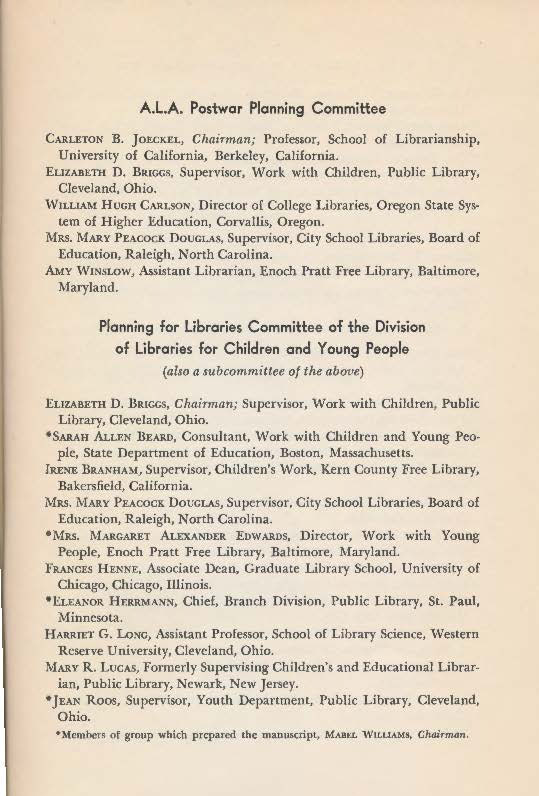 A.L.A. Postwar Planning Committee
CARLETON B. JOECKEL, Chairman; Professor, School of Librarianship,
University of California, Berkeley, California.
ELIZABETH D. BRIGGS, Supervisor, Work with Children, Public Library,
Cleveland, Ohio.
WILLIAM HUGH CARLSON, Director of College Libraries, Oregon State Sys-
tem of Higher Education, Corvallis, Oregon.
MRS. MARY PEACOCK DOUGLAS, Supervisor, City School Libraries, Board of
Education, Raleigh, North Carolina.
AMY WINSLOW, Assistant Librarian, Enoch Pratt Free Library, Baltimore,
Maryland.
Planning for Libraries Committee of the Division
of Libraries for Children and Young People
(also a subcommittee of the above)
ELIZABETH D. BRIGGS, Chairman; Supervisor, Work with Children, Public
Library, Cleveland, Ohio.
*SARAH ALLEN BEARD, Consultant, Work with Children and Young Peo-
ple, State Department of Education, Boston, Massachusetts.
IRENE BRANHAM, Supervisor, Children's Work, Kern County Free Library,
Bakersfield, California.
MRS. MARY PEACOCK DOUGLAS, Supervisor, City School Libraries, Board of
Education, Raleigh, North Carolina.
*MRS. MARGARET ALEXANDER EDWARDS, Director, Work with Young
People, Enoch Pratt Free Library, Baltimore, Maryland.
FRANCES HENNE, Associate Dean, Graduate Library School, University of
Chicago, Chicago, Illinois.
*ELEANOR HERRMANN, Chief, Branch Division, Public Library, St. Paul,
Minnesota.
HARRIET G. LONG, Assistant Professor, School of Library Science, Western
Reserve University, Cleveland, Ohio.
MARY R. LUCAS, Formerly Supervising Children's and Educational Librar-
ian, Public Library, Newark, New Jersey.
*JEAN ROOS, Supervisor, Youth Department, Public Library, Cleveland,
Ohio.
*Members of group which prepared the manuscript, MABEL WILLIAMS, Chairman.